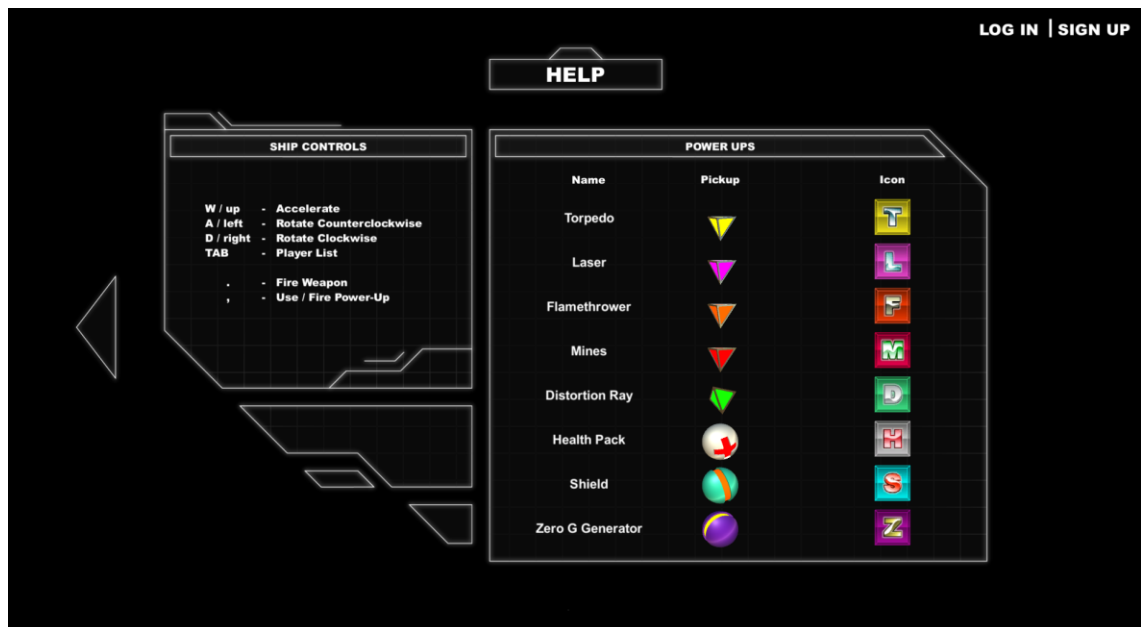 LOG IN | SIGN UP
HELP
SHIP CONTROLS
W / up - Accelerate
A / left - Rotate Counterclockwise
D / right - Rotate Clockwise
TAB - Player List
. - Fire Weapon
, - Use / Fire Power-Up
POWER UPS
Name Pickup Icon
Torpedo T
Laser L
Flamethrower F
Mines M
Distortion Ray D
Health Pack H
Shield S
Zero G Generator Z